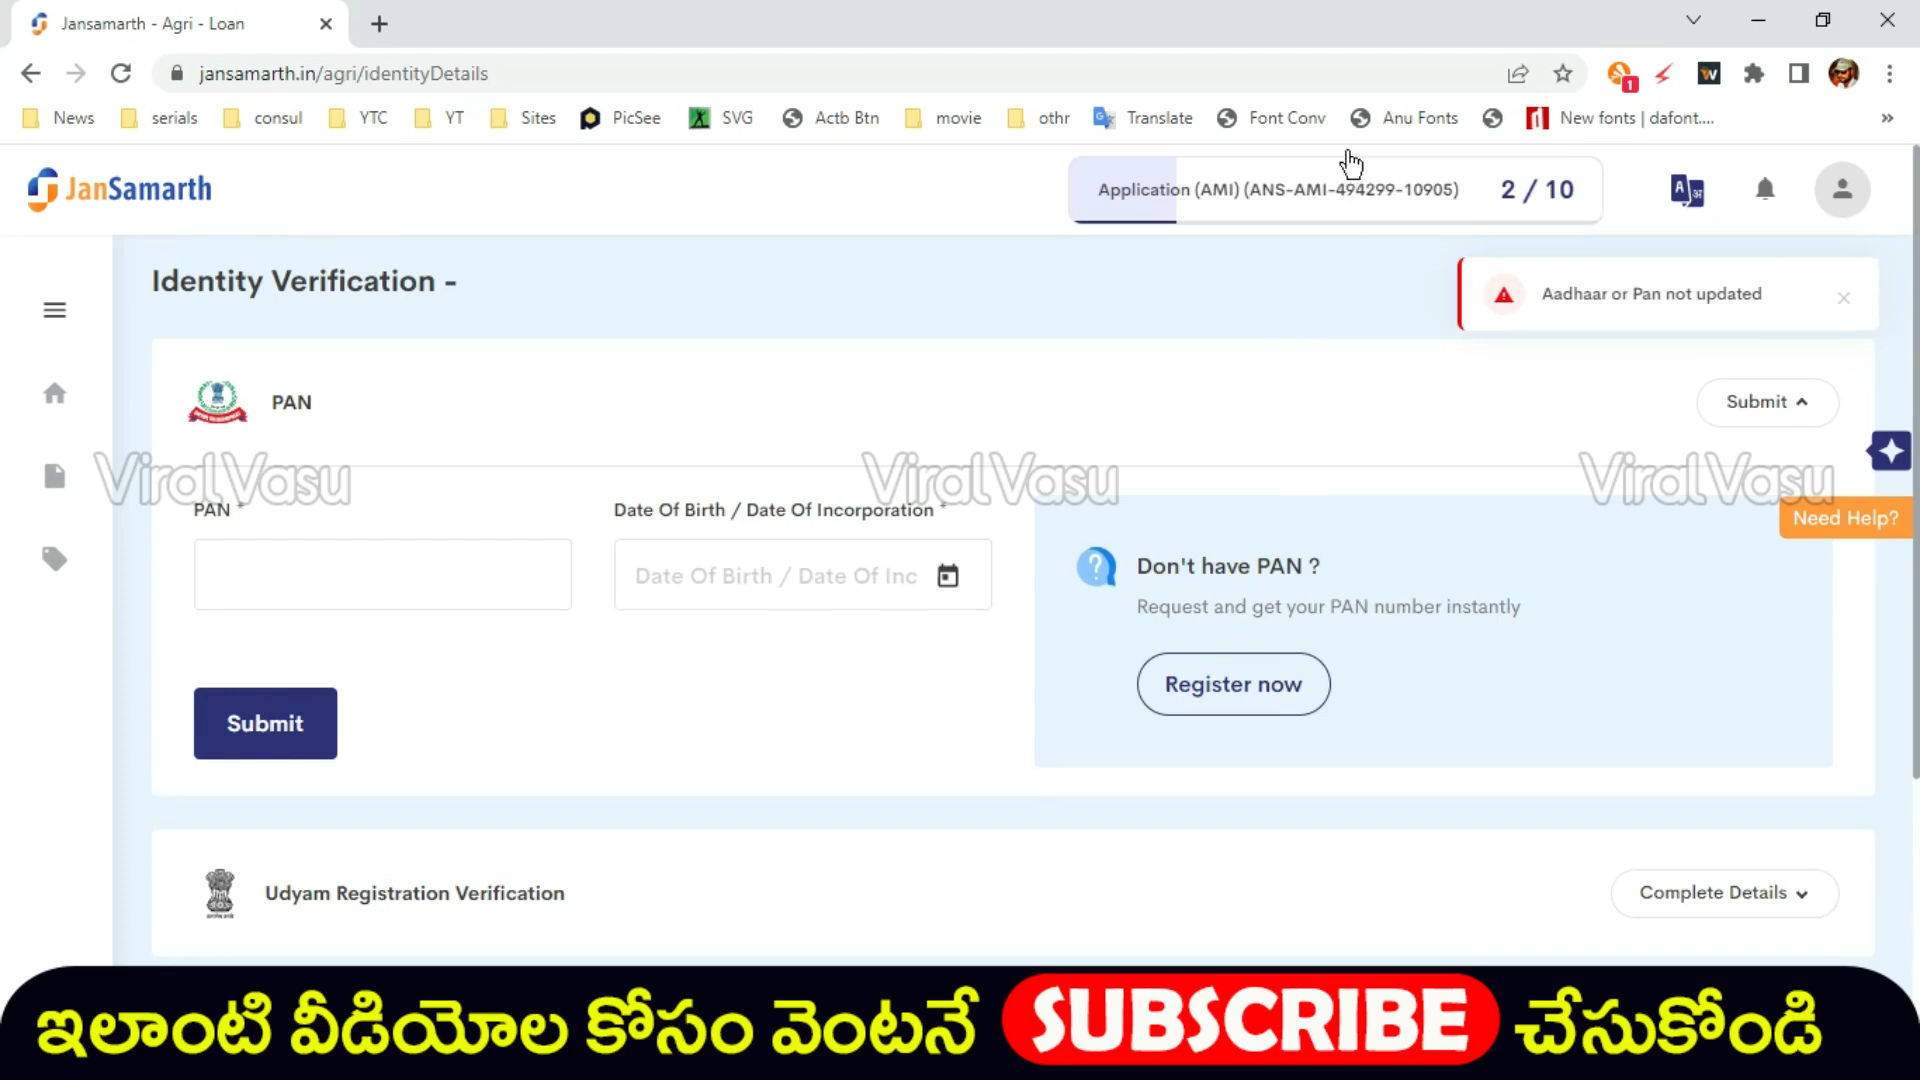 Jansamarth - Agri - Loan
jansamarth.in/agri/identityDetails
1
News serials consul YTC YT Sites PicSee SVG Actb Btn movie othr Translate Font Conv Anu Fonts New fonts | dafont.... »
JanSamarth
Application (AMI) (ANS-AMI-494299-10905) 2 / 10
Identity Verification -
Aadhaar or Pan not updated
PAN
Submit
ViralVasu ViralVasu ViralVasu
PAN *
Date Of Birth / Date Of Incorporation *
Need Help?
Date Of Birth / Date Of Inc
Don't have PAN ?
Request and get your PAN number instantly
Register now
Submit
Udyam Registration Verification
Complete Details
ఇలాంటి వీడియోల కోసం వెంటనే SUBSCRIBE చేసుకోండి